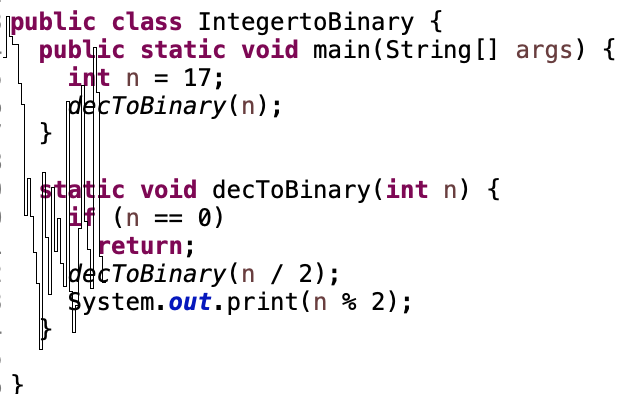 public class IntegertoBinary {
public static void main(String[] args) {
int n = 17;
decToBinary(n);
}
static void decToBinary(int n) {
if (n == 0)
return;
decToBinary(n / 2);
System.out.print(n % 2);
}
}